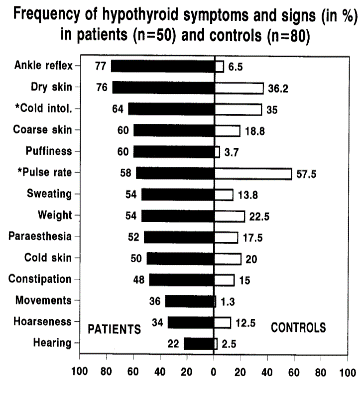 Frequency of hypothyroid symptoms and signs (in %)
in patients (n=50) and controls (n=80)
Ankle reflex 77 6.5
Dry skin 76 36.2
*Cold intol. 64 35
Coarse skin 60 18.8
Puffiness 60 3.7
*Pulse rate 58 57.5
Sweating 54 13.8
Weight 54 22.5
Paraesthesia 52 17.5
Cold skin 50 20
Constipation 48 15
Movements 36 1.3
Hoarseness 34 12.5
PATIENTS CONTROLS
Hearing 22 2.5
100 80 60 40 20 0 20 40 60 80 100